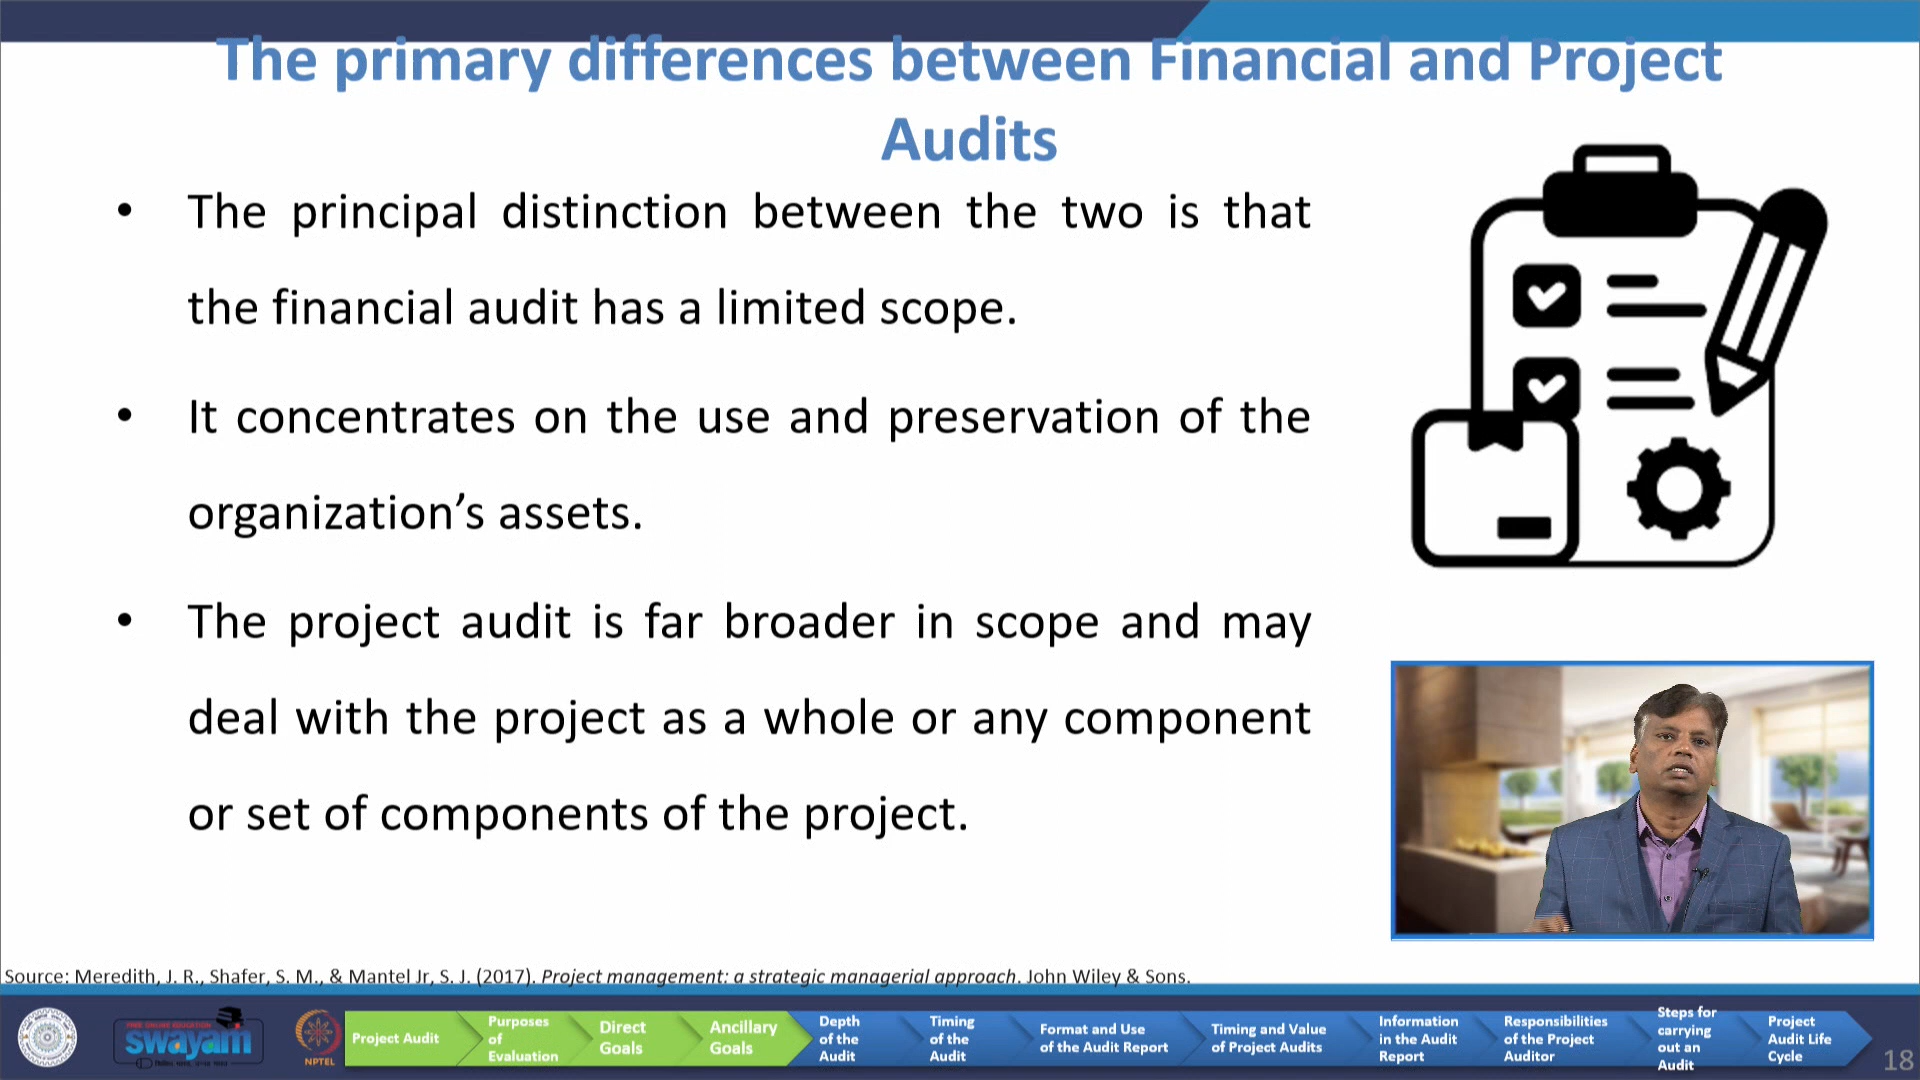 The primary differences between Financial and Project
Audits
• The principal distinction between the two is that
the financial audit has a limited scope.
• It concentrates on the use and preservation of the
organization’s assets.
• The project audit is far broader in scope and may
deal with the project as a whole or any component
or set of components of the project.
Source: Meredith, J. R., Shafer, S. M., & Mantel Jr, S. J. (2017). Project management: a strategic managerial approach. John Wiley & Sons.
FREE ONLINE EDUCATION
swayam
NPTEL
Project Audit
Purposes
of
Evaluation
Direct
Goals
Ancillary
Goals
Depth
of the
Audit
Timing
of the
Audit
Format and Use
of the Audit Report
Timing and Value
of Project Audits
Information
in the Audit
Report
Responsibilities
of the Project
Auditor
Steps for
carrying
out an
Audit
Project
Audit Life
Cycle
18